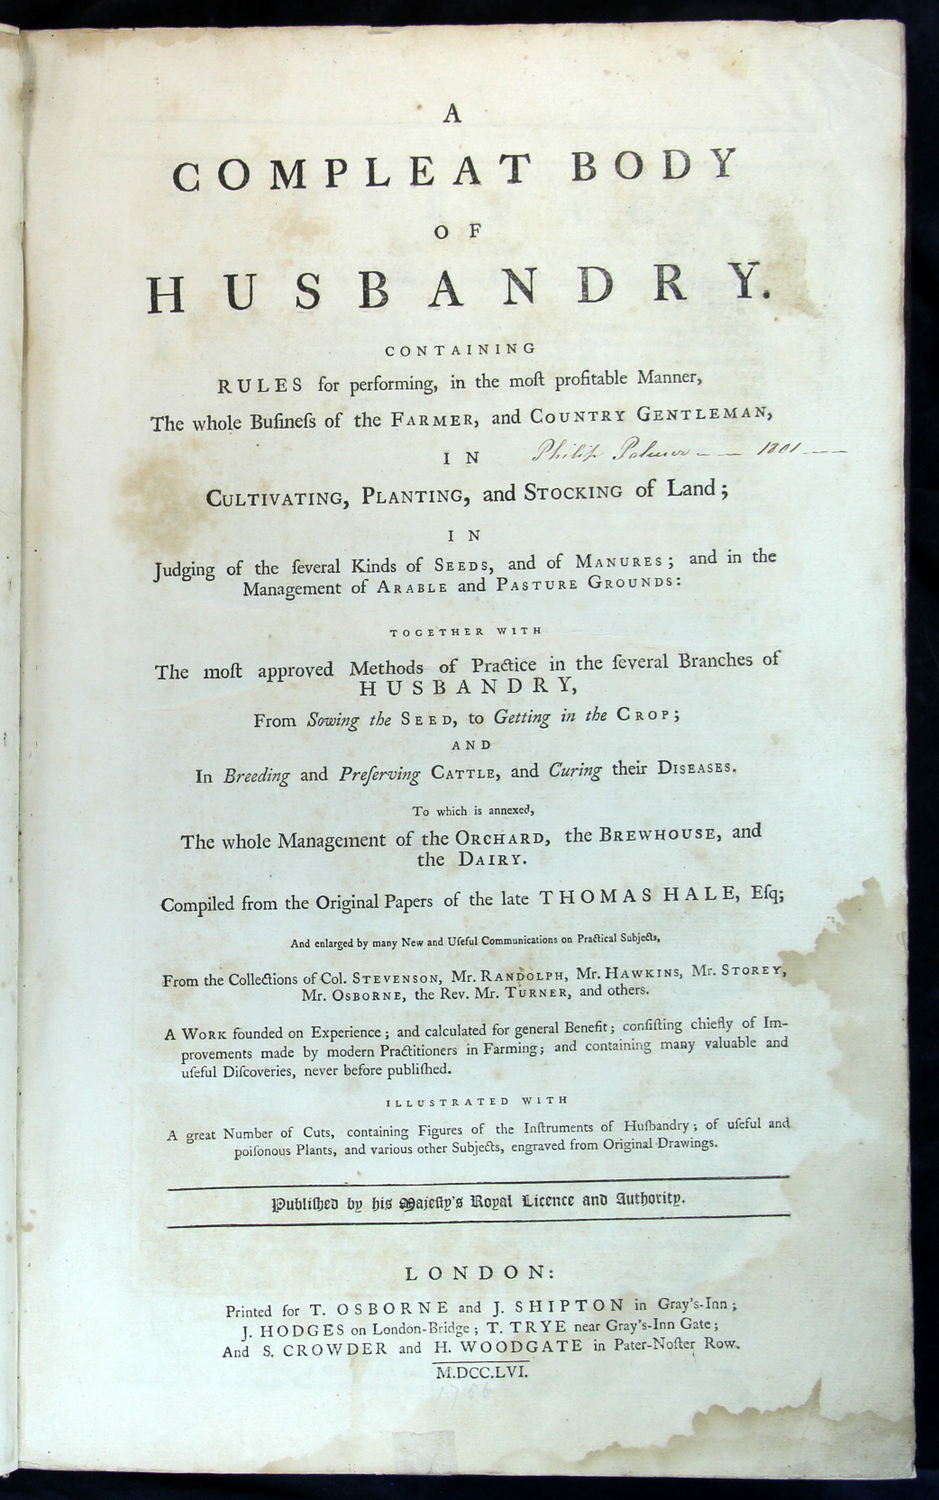 A
COMPLEAT BODY
OF
HUSBANDRY.
CONTAINING
RULES for performing, in the moſt profitable Manner,
The whole Buſineſs of the FARMER, and COUNTRY GENTLEMAN,
IN
Philip Palmer — — 1801 —
CULTIVATING, PLANTING, and STOCKING of Land;
IN
Judging of the ſeveral Kinds of SEEDS, and of MANURES; and in the
Management of ARABLE and PASTURE GROUNDS:
TOGETHER WITH
The moſt approved Methods of Practice in the ſeveral Branches of
HUSBANDRY,
From Sowing the SEED, to Getting in the CROP;
AND
In Breeding and Preſerving CATTLE, and Curing their DISEASES.
To which is annexed,
The whole Management of the ORCHARD, the BREWHOUSE, and
the DAIRY.
Compiled from the Original Papers of the late THOMAS HALE, Eſq;
And enlarged by many New and Uſeful Communications on Practical Subjects,
From the Collections of Col. STEVENSON, Mr. RANDOLPH, Mr. HAWKINS, Mr. STOREY,
Mr. OSBORNE, the Rev. Mr. TURNER, and others.
A WORK founded on Experience; and calculated for general Benefit; conſiſting chiefly of Im-
provements made by modern Practitioners in Farming; and containing many valuable and
uſeful Diſcoveries, never before publiſhed.
ILLUSTRATED WITH
A great Number of Cuts, containing Figures of the Inſtruments of Huſbandry; of uſeful and
poiſonous Plants, and various other Subjects, engraved from Original Drawings.
Publiſhed by his Majeſty's Royal Licence and Authority.
LONDON:
Printed for T. OSBORNE and J. SHIPTON in Gray's-Inn;
J. HODGES on London-Bridge; T. TRYE near Gray's-Inn Gate;
And S. CROWDER and H. WOODGATE in Pater-Noſter Row.
M.DCC.LVI.
1756